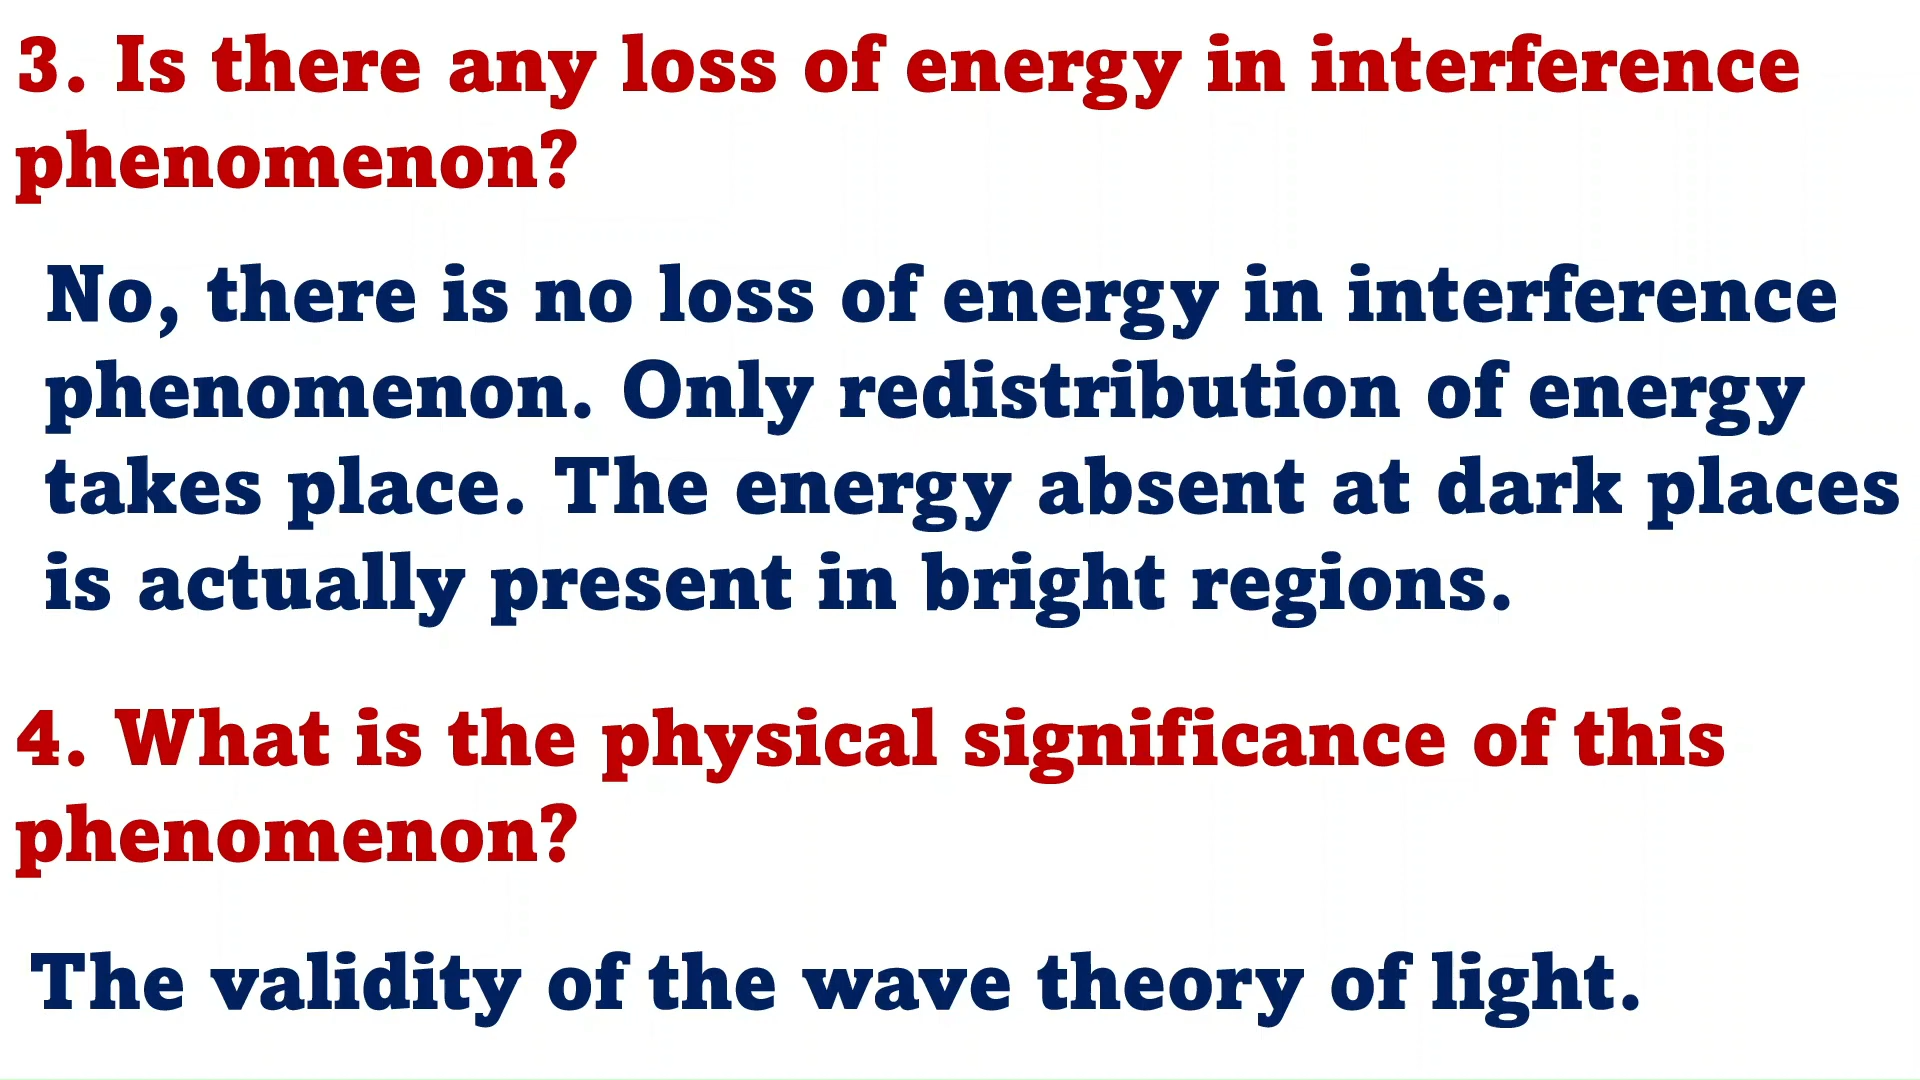 3. Is there any loss of energy in interference
phenomenon?
No, there is no loss of energy in interference
phenomenon. Only redistribution of energy
takes place. The energy absent at dark places
is actually present in bright regions.
4. What is the physical significance of this
phenomenon?
The validity of the wave theory of light.